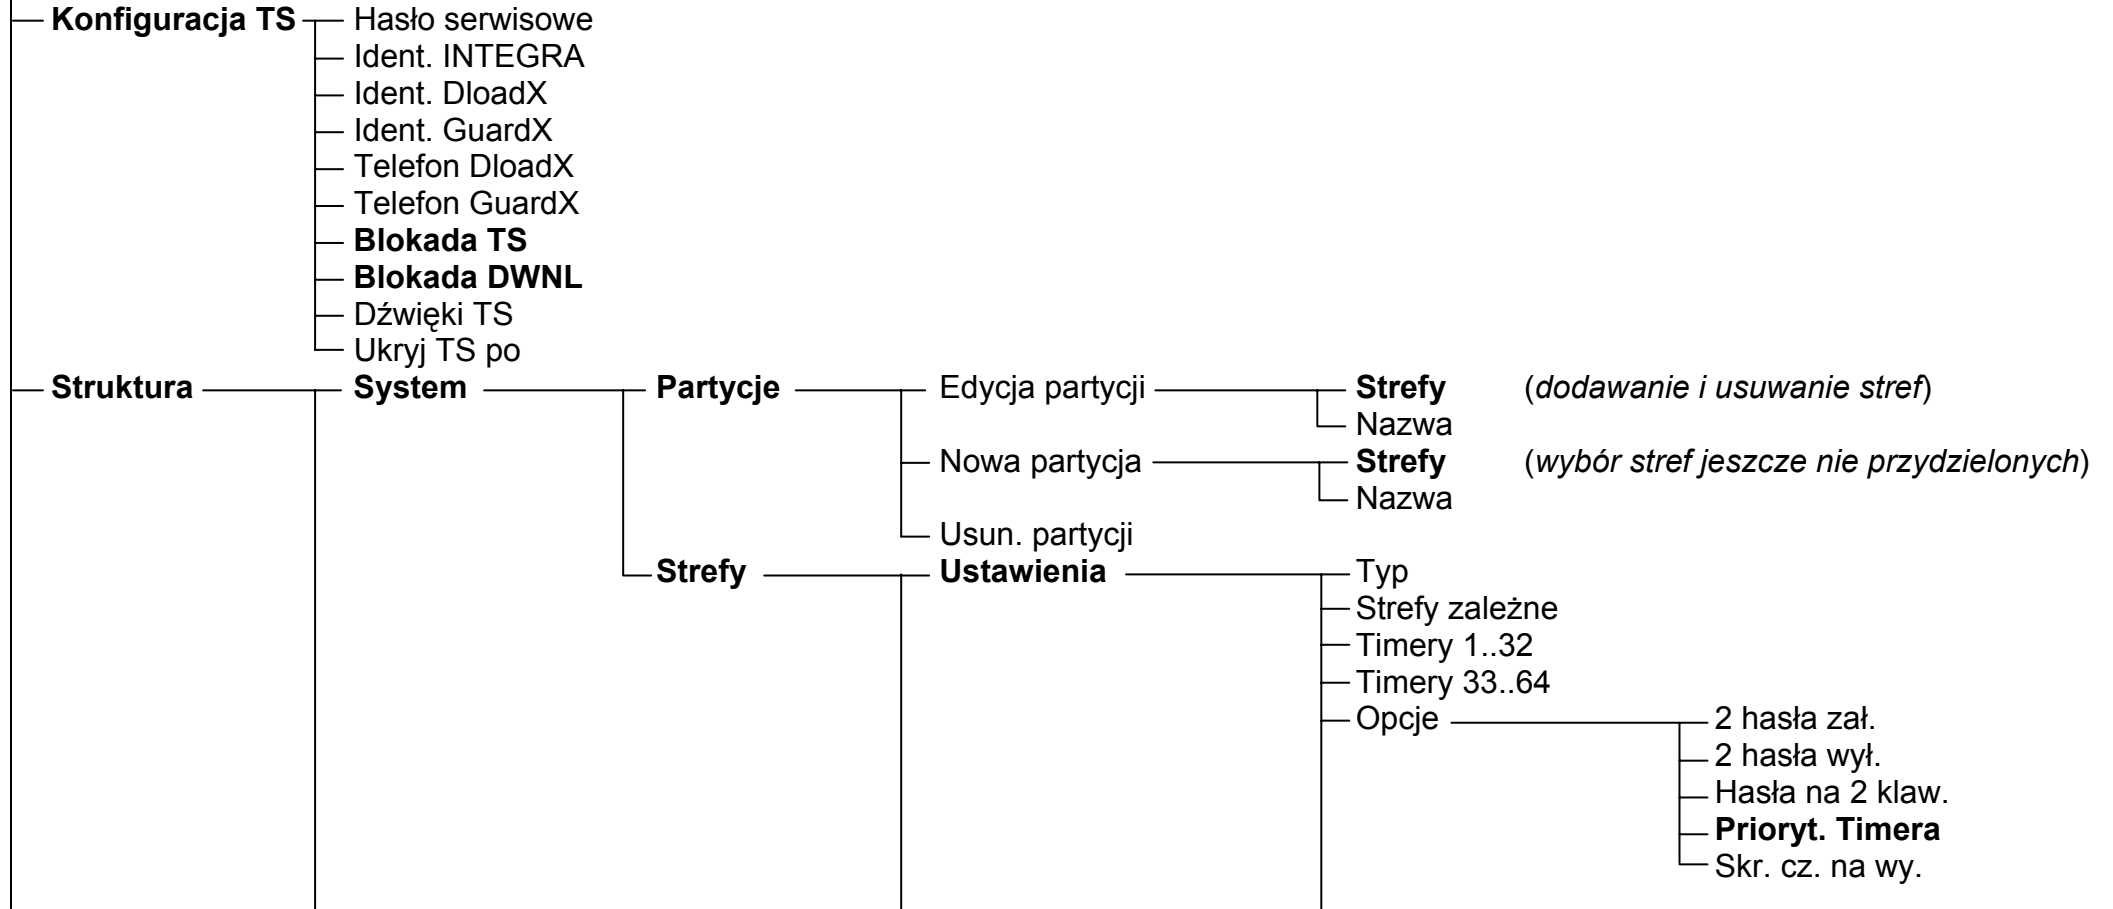 Konfiguracja TS Hasło serwisowe
Ident. INTEGRA
Ident. DloadX
Ident. GuardX
Telefon DloadX
Telefon GuardX
Blokada TS
Blokada DWNL
Dźwięki TS
Ukryj TS po
Struktura System Partycje Edycja partycji Strefy (dodawanie i usuwanie stref)
Nazwa
Nowa partycja Strefy (wybór stref jeszcze nie przydzielonych)
Nazwa
Usun. partycji
Strefy Ustawienia Typ
Strefy zależne
Timery 1..32
Timery 33..64
Opcje 2 hasła zał.
2 hasła wył.
Hasła na 2 klaw.
Prioryt. Timera
Skr. cz. na wy.